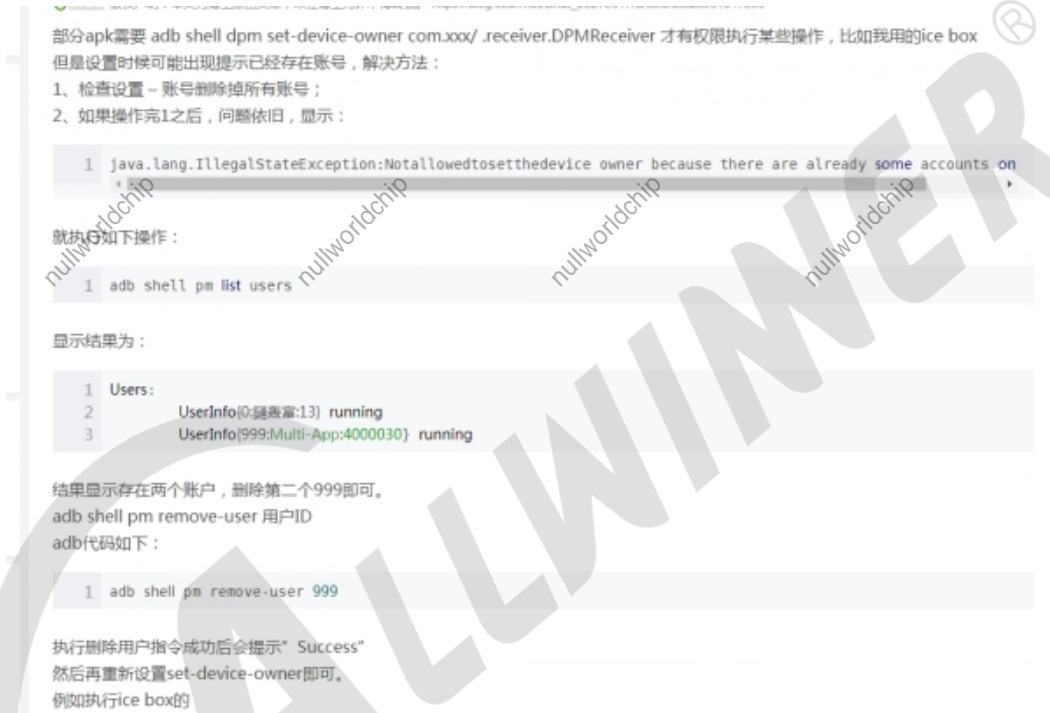 部分apk需要 adb shell dpm set-device-owner com.xxx/ .receiver.DPMReceiver 才有权限执行某些操作，比如我用的ice box
但是设置时候可能出现提示已经存在账号，解决方法：
1、检查设置 – 账号删除掉所有账号；
2、如果操作完1之后，问题依旧，显示：
1 java.lang.IllegalStateException:Notallowedtosetthedevice owner because there are already some accounts on
nullworldchip nullworldchip nullworldchip nullworldchip
就执行如下操作：
1 adb shell pm list users
显示结果为：
1 Users:
2 UserInfo{0:机主:13} running
3 UserInfo{999:Multi-App:4000030} running
结果显示存在两个账户，删除第二个999即可。
adb shell pm remove-user 用户ID
adb代码如下：
1 adb shell pm remove-user 999
执行删除用户指令成功后会提示”Success”
然后再重新设置set-device-owner即可。
例如执行ice box的
ALLWINNER®